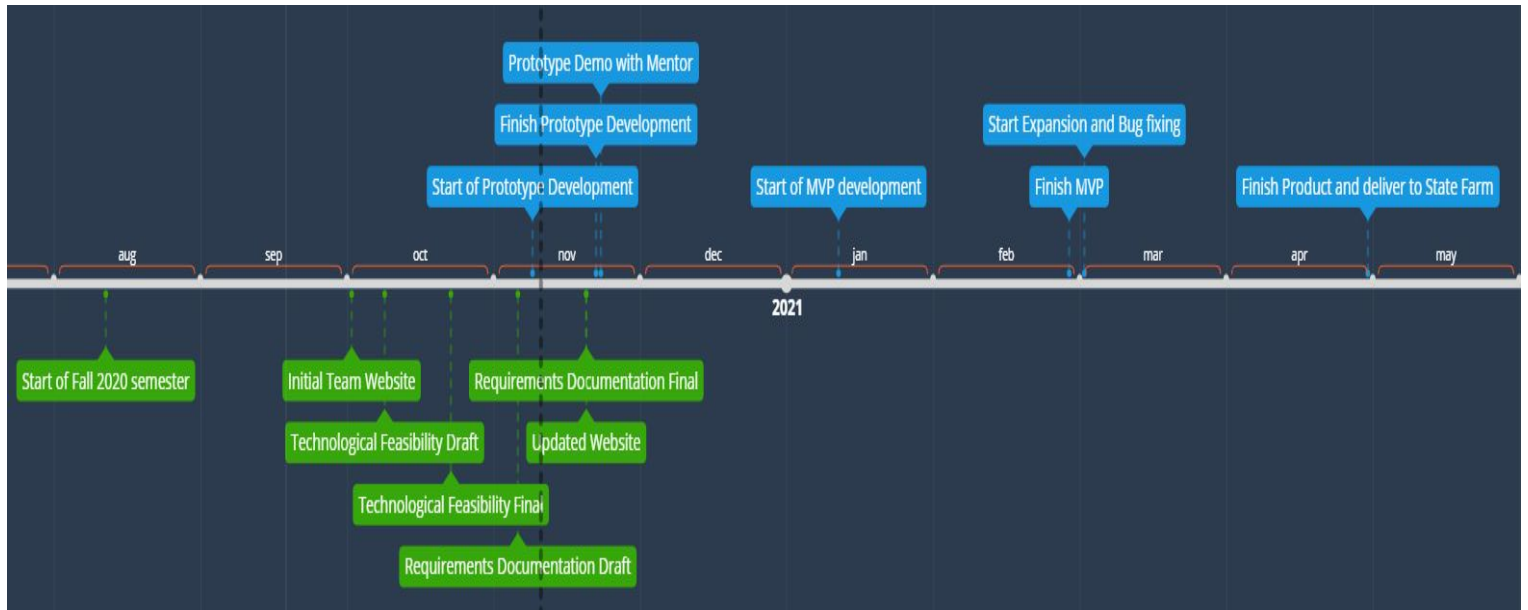 Prototype Demo with Mentor
Finish Prototype Development
Start Expansion and Bug fixing
Start of Prototype Development
Start of MVP development
Finish MVP
Finish Product and deliver to State Farm
aug
sep
oct
nov
dec
jan
feb
mar
apr
may
2021
Start of Fall 2020 semester
Initial Team Website
Requirements Documentation Final
Technological Feasibility Draft
Updated Website
Technological Feasibility Final
Requirements Documentation Draft